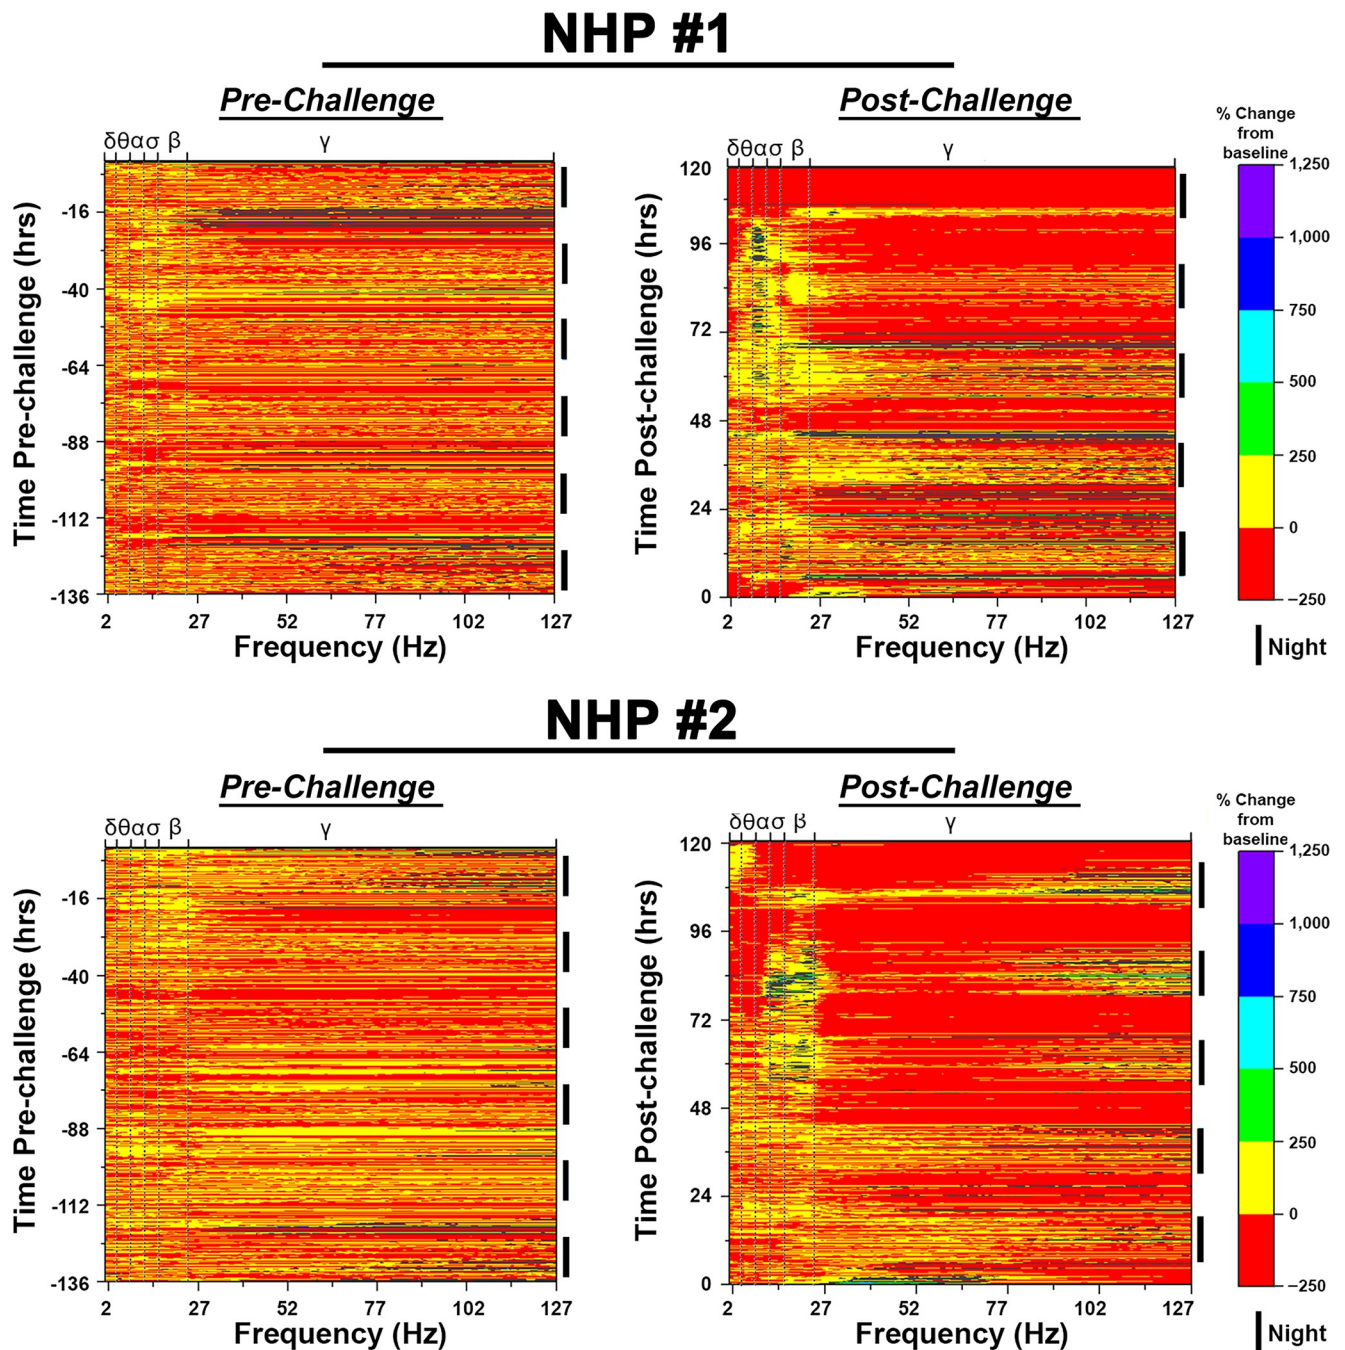 NHP #1
Pre-Challenge
Post-Challenge
% Change
from
baseline
δθασ β γ
δθασ β γ
Time Pre-challenge (hrs)
-16
-40
-64
-88
-112
-136
2 27 52 77 102 127
Frequency (Hz)
Time Post-challenge (hrs)
120
96
72
48
24
0
2 27 52 77 102 127
Frequency (Hz)
1,250
1,000
750
500
250
0
−250
Night
NHP #2
Pre-Challenge
Post-Challenge
% Change
from
baseline
δθασ β γ
δθασ β γ
Time Pre-challenge (hrs)
-16
-40
-64
-88
-112
-136
2 27 52 77 102 127
Frequency (Hz)
Time Post-challenge (hrs)
120
96
72
48
24
0
2 27 52 77 102 127
Frequency (Hz)
1,250
1,000
750
500
250
0
−250
Night